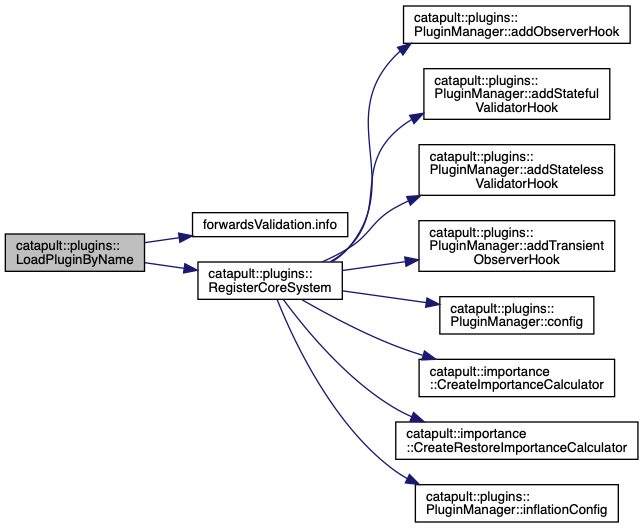 catapult::plugins::
LoadPluginByName
forwardsValidation.info
catapult::plugins::
RegisterCoreSystem
catapult::plugins::
PluginManager::addObserverHook
catapult::plugins::
PluginManager::addStateful
ValidatorHook
catapult::plugins::
PluginManager::addStateless
ValidatorHook
catapult::plugins::
PluginManager::addTransient
ObserverHook
catapult::plugins::
PluginManager::config
catapult::importance
::CreateImportanceCalculator
catapult::importance
::CreateRestoreImportanceCalculator
catapult::plugins::
PluginManager::inflationConfig